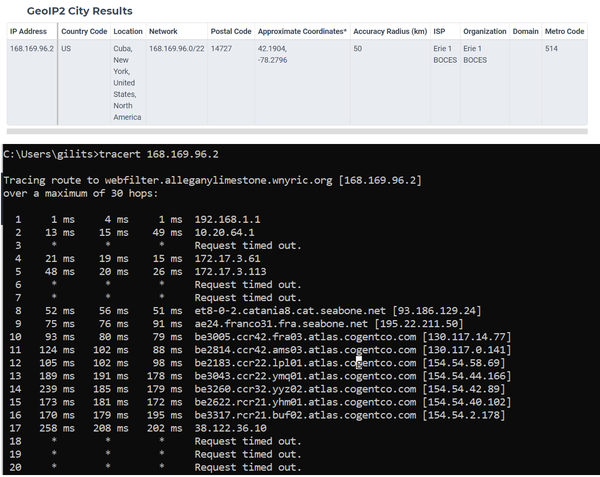 GeoIP2 City Results
IP Address Country Code Location Network Postal Code Approximate Coordinates* Accuracy Radius (km) ISP Organization Domain Metro Code
168.169.96.2 US Cuba, 168.169.96.0/22 14727 42.1904, 50 Erie 1 Erie 1 514
New -78.2796 BOCES BOCES
York,
United
States,
North
America
C:\Users\gilits>tracert 168.169.96.2
Tracing route to webfilter.alleganylimestone.wnyric.org [168.169.96.2]
over a maximum of 30 hops:
1 1 ms 4 ms 1 ms 192.168.1.1
2 13 ms 15 ms 49 ms 10.20.64.1
3 * * * Request timed out.
4 21 ms 19 ms 15 ms 172.17.3.61
5 48 ms 20 ms 26 ms 172.17.3.113
6 * * * Request timed out.
7 * * * Request timed out.
8 52 ms 56 ms 51 ms et8-0-2.catania8.cat.seabone.net [93.186.129.24]
9 75 ms 76 ms 91 ms ae24.franco31.fra.seabone.net [195.22.211.50]
10 93 ms 80 ms 79 ms be3005.ccr42.fra03.atlas.cogentco.com [130.117.14.77]
11 124 ms 102 ms 88 ms be2814.ccr42.ams03.atlas.cogentco.com [130.117.0.141]
12 105 ms 102 ms 98 ms be2183.ccr22.lpl01.atlas.cogentco.com [154.54.58.69]
13 189 ms 191 ms 178 ms be3043.ccr22.ymq01.atlas.cogentco.com [154.54.44.166]
14 239 ms 185 ms 179 ms be3260.ccr32.yyz02.atlas.cogentco.com [154.54.42.89]
15 173 ms 181 ms 172 ms be2622.rcr21.yhm01.atlas.cogentco.com [154.54.40.102]
16 170 ms 179 ms 195 ms be3317.rcr21.buf02.atlas.cogentco.com [154.54.2.178]
17 258 ms 208 ms 202 ms 38.122.36.10
18 * * * Request timed out.
19 * * * Request timed out.
20 * * * Request timed out.